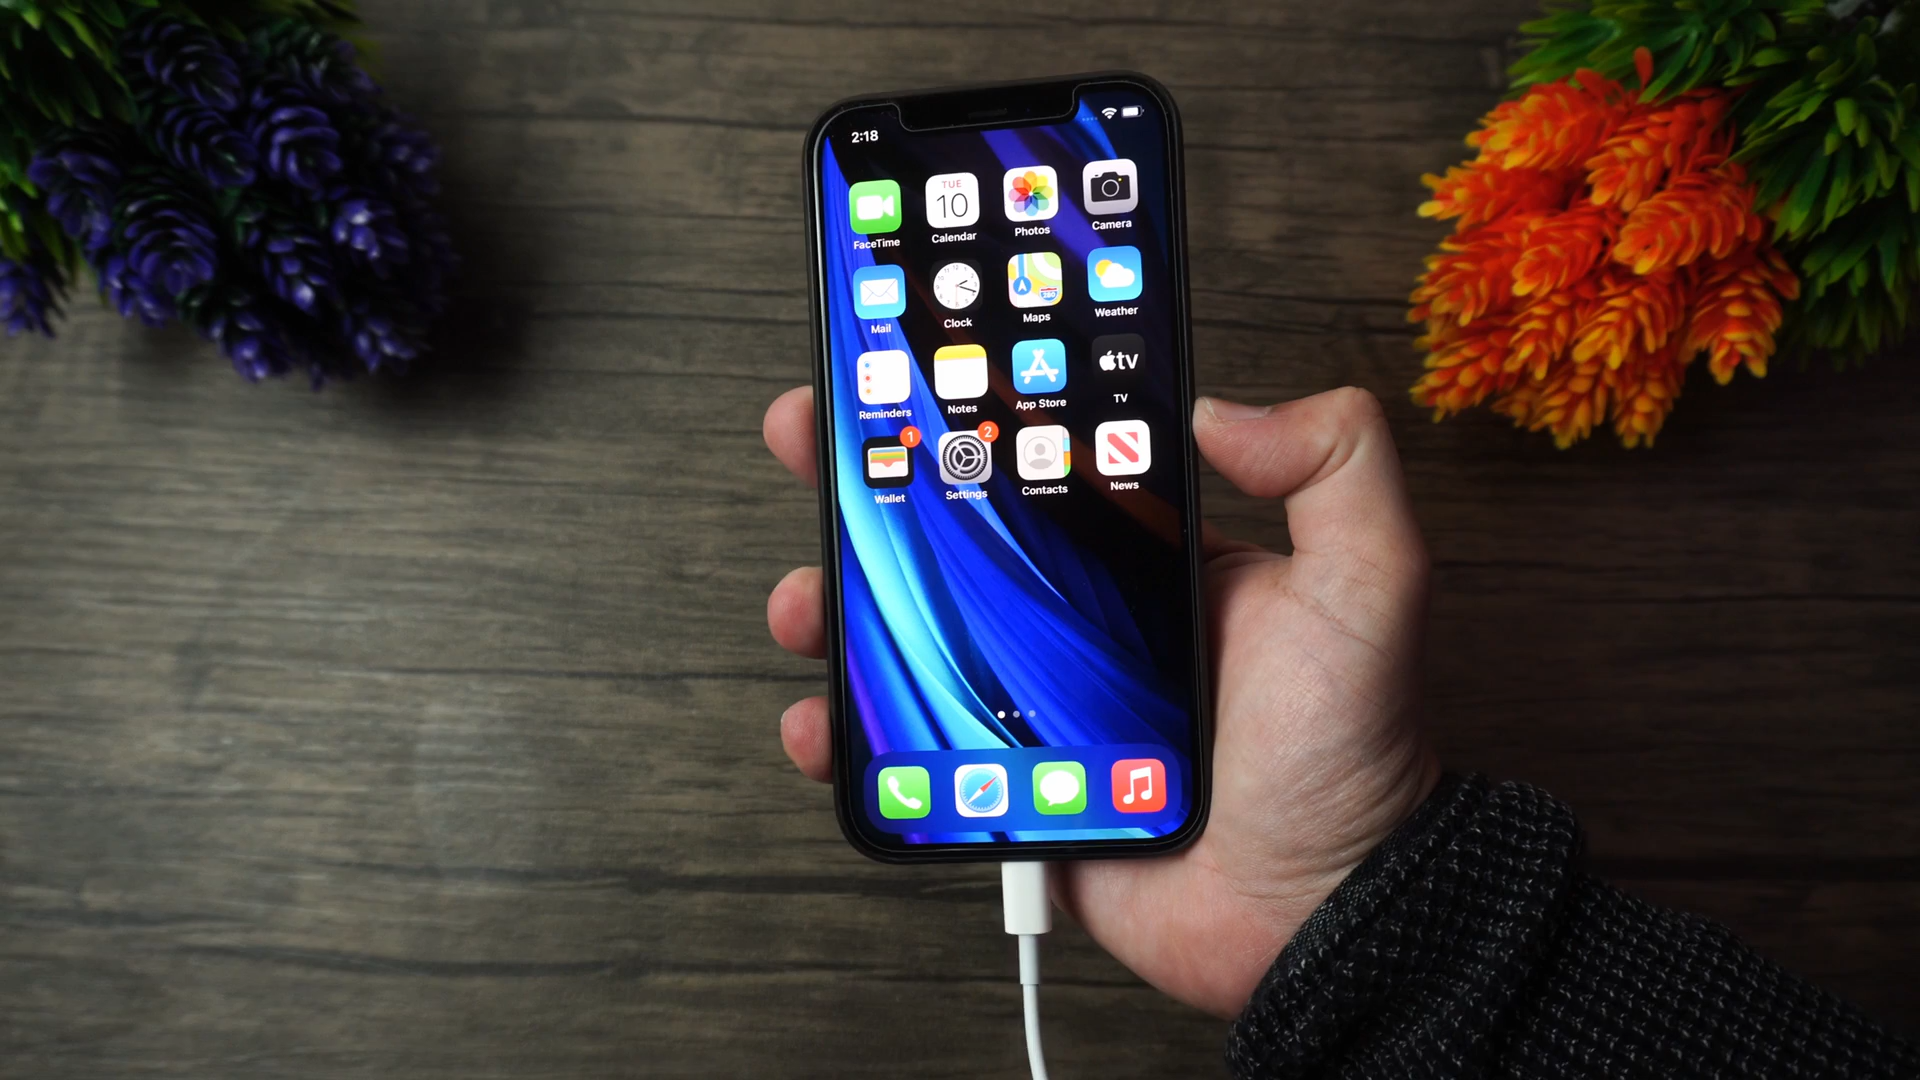 2:18
TUE
10
FaceTime
Calendar
Photos
Camera
Mail
Clock
Maps
280
Weather
tv
Reminders
Notes
App Store
TV
1
2
Wallet
Settings
Contacts
News